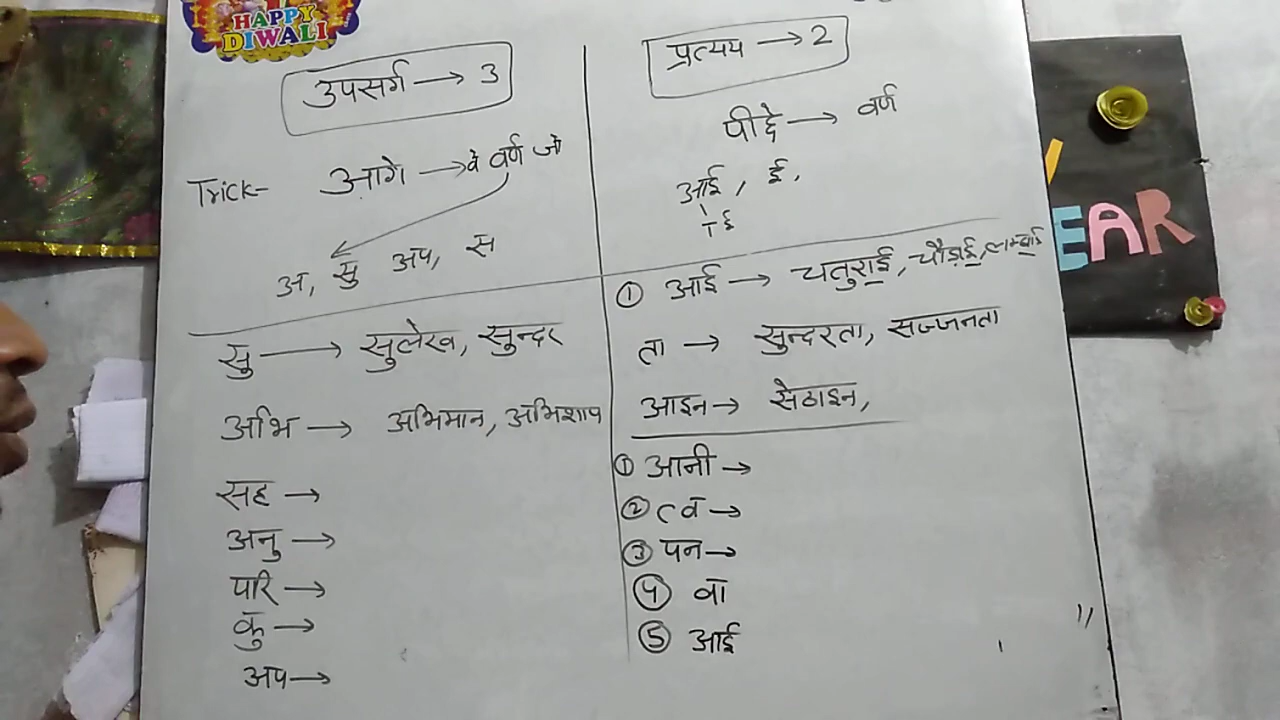 HAPPY
DIWALI
उपसर्ग → 3
Trick- आगे → वे वर्ण जो
अ, सु अप, स
सु → सुलेख, सुन्दर
अभि → अभिमान, अभिशाप
सह →
अनु →
परि →
कु →
अप →
प्रत्यय → 2
पीछे → वर्ण
आई, ई,
ाई
① आई → चतुराई, चौड़ाई, लम्बाई
ता → सुन्दरता, सज्जनता
आइन → सेठाइन,
① आनी →
② त्व →
③ पन →
④ वा
⑤ आई
EAR